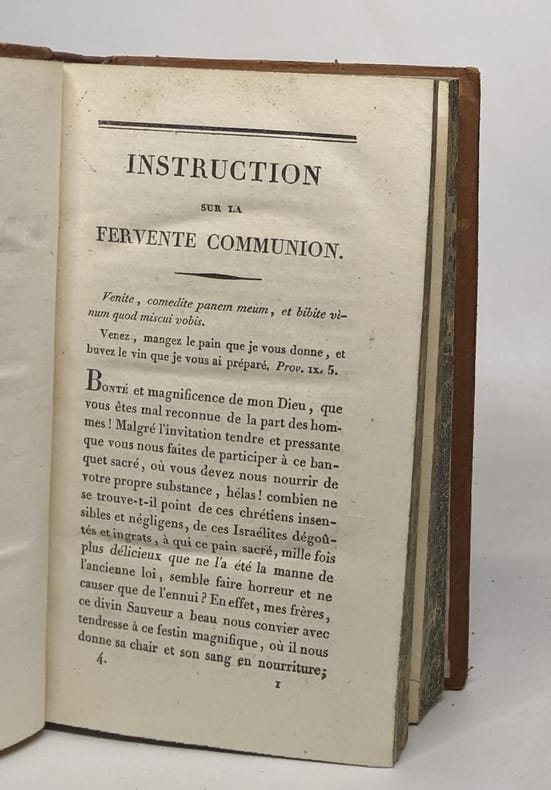 INSTRUCTION
SUR LA
FERVENTE COMMUNION.
Venite, comedite panem meum, et bibite vi-
num quod miscui vobis.
Venez, mangez le pain que je vous donne, et
buvez le vin que je vous ai préparé. Prov. IX, 5.
BONTÉ et magnificence de mon Dieu, que
vous êtes mal reconnue de la part des hom-
mes! Malgré l'invitation tendre et pressante
que vous nous faites de participer à ce ban-
quet sacré, où vous devez nous nourrir de
votre propre substance, hélas! combien ne
se trouve-t-il point de ces chrétiens insen-
sibles et négligens, de ces Israélites dégoû-
tés et ingrats, à qui ce pain sacré, mille fois
plus délicieux que ne l'a été la manne de
l'ancienne loi, semble faire horreur et ne
causer que de l'ennui? En effet, mes frères,
ce divin Sauveur a beau nous convier avec
tendresse à ce festin magnifique, où il nous
donne sa chair et son sang en nourriture;
4.
1